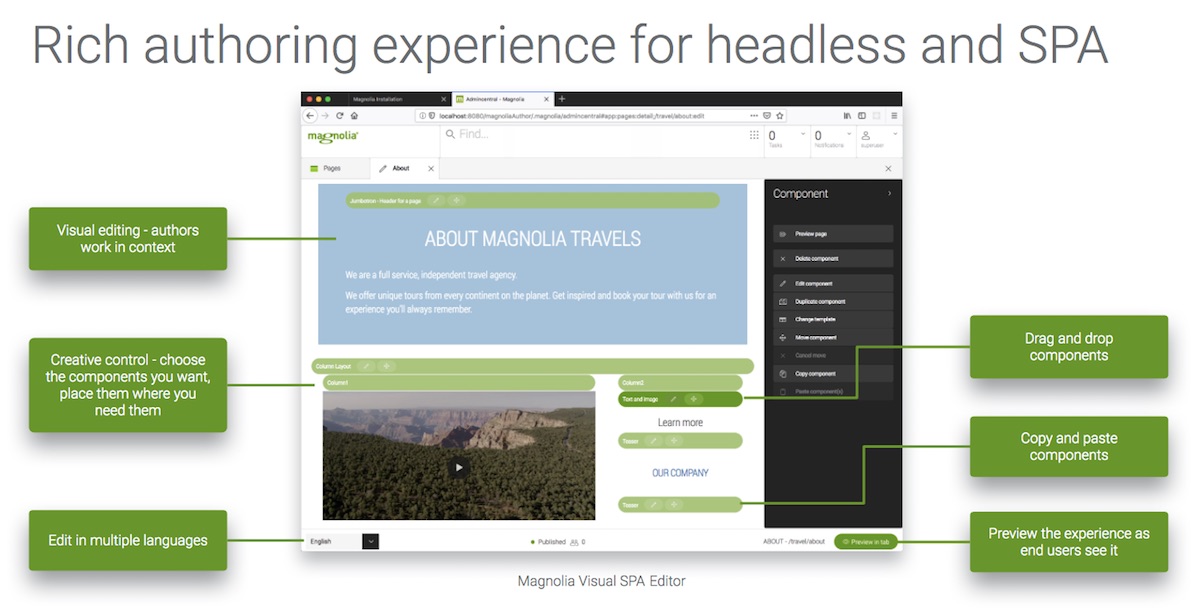 Rich authoring experience for headless and SPA
Magnolia Installation
Admincentral - Magnolia
localhost:8080/magnoliaAuthor/.magnolia/admincentral#app:pages:detail;/travel/about:edit
magnolia
Find...
0
Tasks
0
Notifications
superuser
Pages
About
Jumbotron - Header for a page
ABOUT MAGNOLIA TRAVELS
We are a full service, independent travel agency.
We offer unique tours from every continent on the planet. Get inspired and book your tour with us for an
experience you'll always remember.
Column Layout
Column1
Column2
Text and Image
Learn more
Teaser
OUR COMPANY
Teaser
Component
Preview page
Delete component
Edit component
Duplicate component
Change template
Move component
Cancel move
Copy component
Paste component(s)
English
Published
0
ABOUT - /travel/about
Preview in tab
Visual editing - authors
work in context
Creative control - choose
the components you want,
place them where you
need them
Edit in multiple languages
Drag and drop
components
Copy and paste
components
Preview the experience as
end users see it
Magnolia Visual SPA Editor